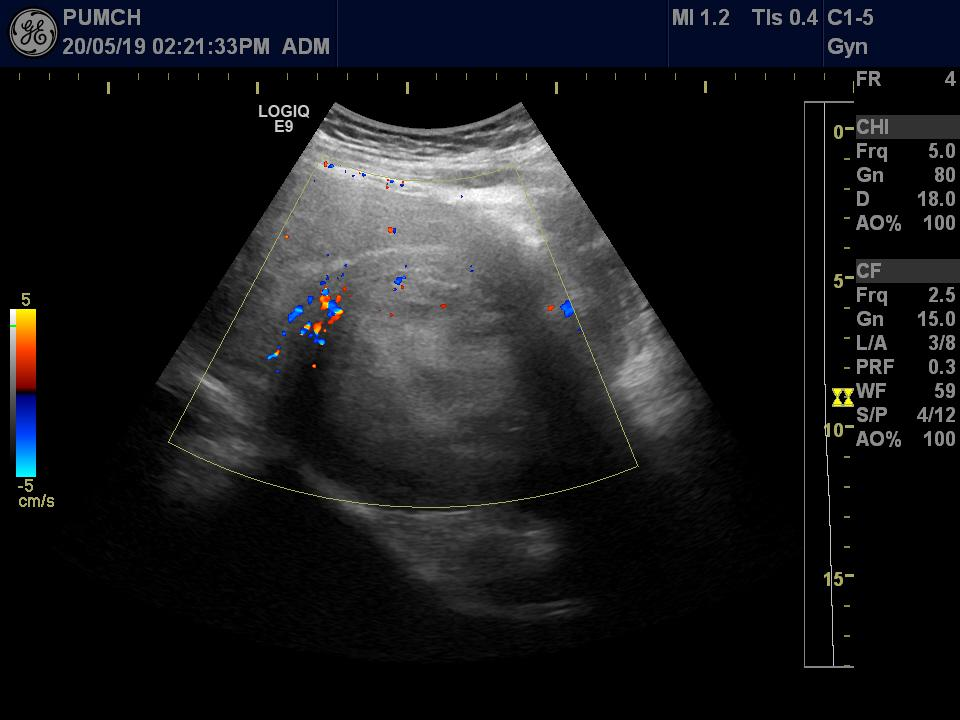 PUMCH
20/05/19 02:21:33PM ADM
MI 1.2 TIs 0.4
C1-5
Gyn
LOGIQ
E9
FR 4
CHI
Frq 5.0
Gn 80
D 18.0
AO% 100
CF
Frq 2.5
Gn 15.0
L/A 3/8
PRF 0.3
WF 59
S/P 4/12
AO% 100
0
5
10
15
5
-5
cm/s